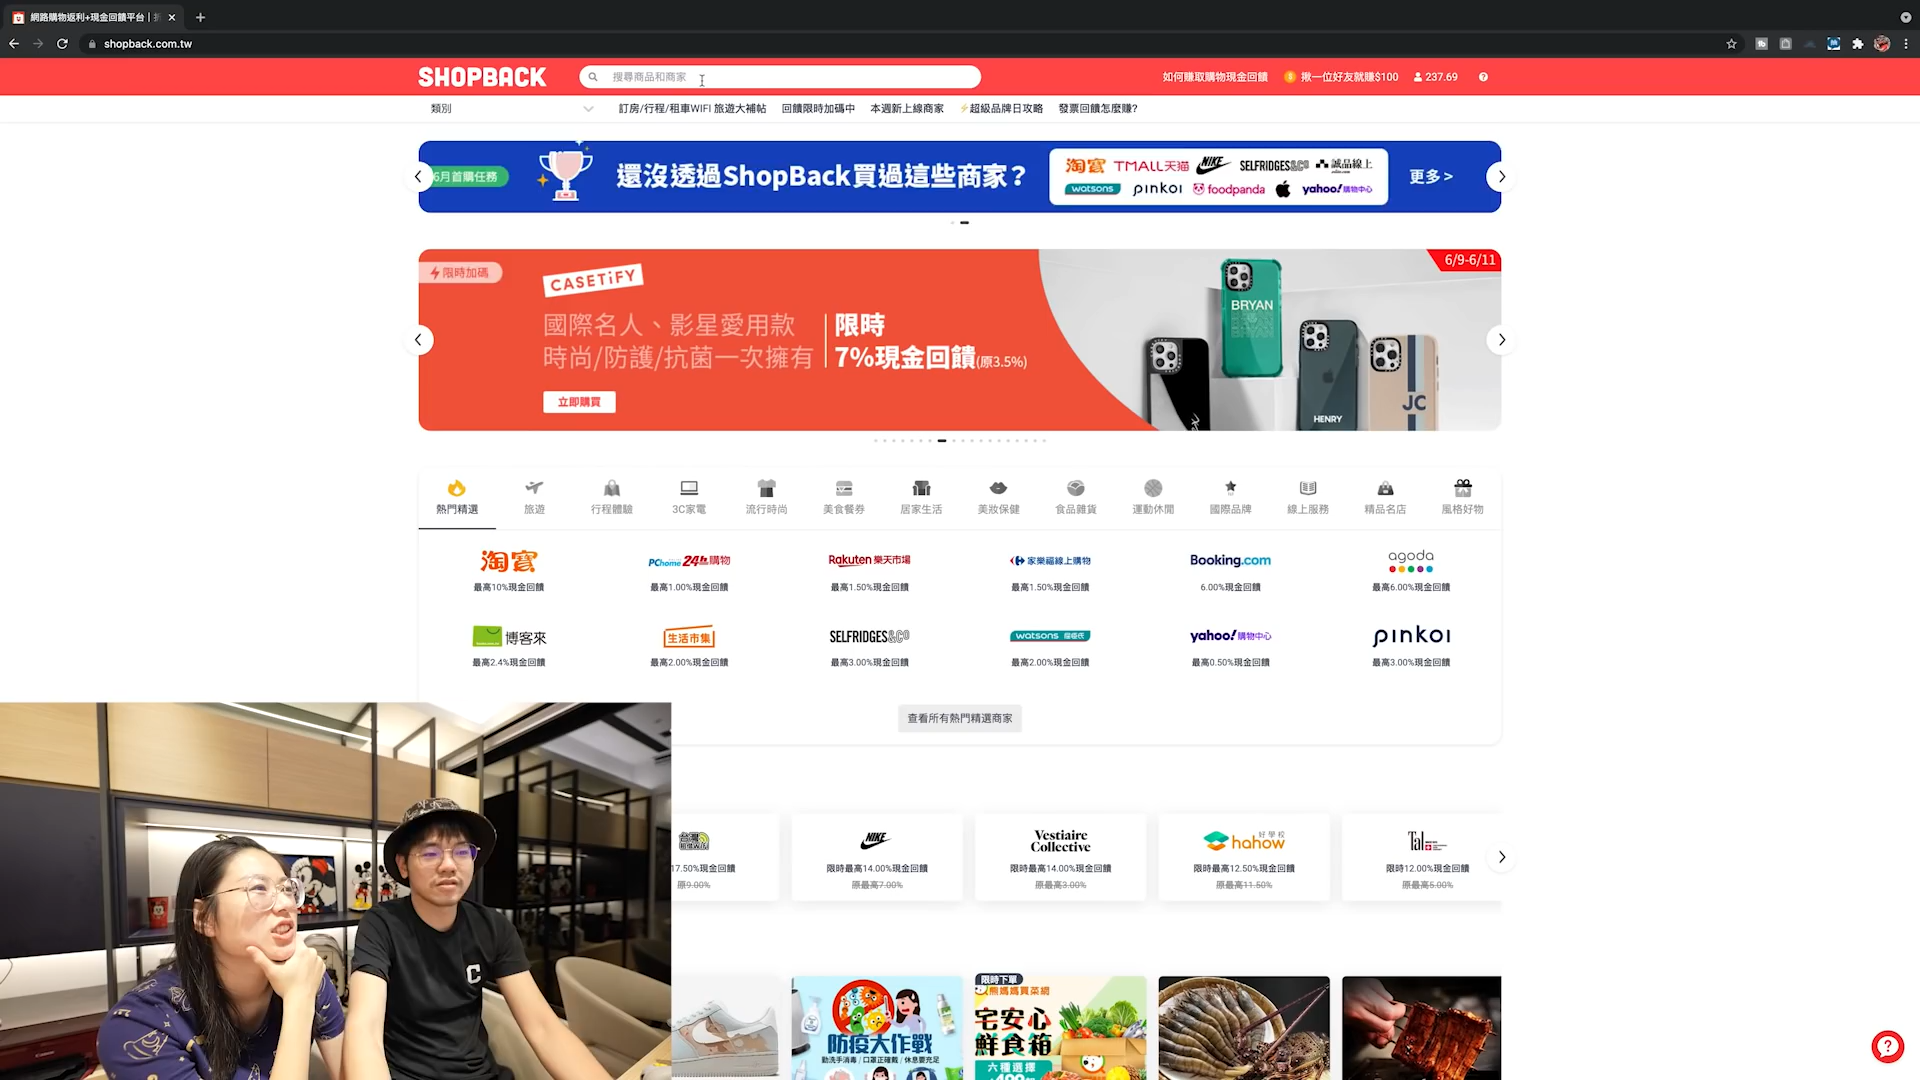 網路購物返利+現金回饋平台 |
shopback.com.tw
SHOPBACK
搜尋商品和商家
如何賺取購物現金回饋
揪一位好友就賺$100
237.69
類別
訂房/行程/租車WIFI 旅遊大補帖
回饋限時加碼中
本週新上線商家
⚡超級品牌日攻略
發票回饋怎麼賺?
6月首購任務
還沒透過ShopBack買過這些商家？
淘寶 TMALL天貓 NIKE SELFRIDGES&CO 誠品線上
watsons pinkoi foodpanda yahoo!購物中心
更多 >
限時加碼
CASETiFY
國際名人、影星愛用款
時尚/防護/抗菌一次擁有
限時
7%現金回饋(原3.5%)
立即購買
6/9-6/11
BRYAN
HENRY
JC
熱門精選
旅遊
行程體驗
3C家電
流行時尚
美食餐券
居家生活
美妝保健
食品雜貨
運動休閒
國際品牌
線上服務
精品名店
風格好物
淘寶
PChome 24h購物
Rakuten 樂天市場
家樂福線上購物
Booking.com
agoda
最高10%現金回饋
最高1.00%現金回饋
最高1.50%現金回饋
最高1.50%現金回饋
6.00%現金回饋
最高6.00%現金回饋
博客來
生活市集
SELFRIDGES&CO
watsons 屈臣氏
yahoo!購物中心
pinkoi
最高2.4%現金回饋
最高2.00%現金回饋
最高3.00%現金回饋
最高2.00%現金回饋
最高0.50%現金回饋
最高3.00%現金回饋
查看所有熱門精選商家
NIKE
Vestiaire
Collective
好學校
hahow
17.50%現金回饋
限時最高14.00%現金回饋
限時最高14.00%現金回饋
限時最高12.50%現金回饋
限時12.00%現金回饋
原9.00%
原最高7.00%
原最高3.00%
原最高11.50%
原最高5.00%
防疫大作戰
勤洗手消毒 / 口罩正確戴 / 休息要充足
限時下單
熊媽媽買菜網
宅安心
鮮食箱
六種選擇
C